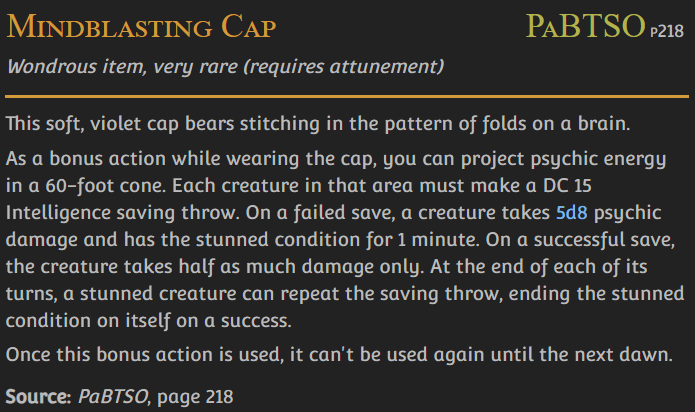 Mindblasting Cap PaBTSO P218
Wondrous item, very rare (requires attunement)
This soft, violet cap bears stitching in the pattern of folds on a brain.
As a bonus action while wearing the cap, you can project psychic energy
in a 60-foot cone. Each creature in that area must make a DC 15
Intelligence saving throw. On a failed save, a creature takes 5d8 psychic
damage and has the stunned condition for 1 minute. On a successful save,
the creature takes half as much damage only. At the end of each of its
turns, a stunned creature can repeat the saving throw, ending the stunned
condition on itself on a success.
Once this bonus action is used, it can't be used again until the next dawn.
Source: PaBTSO, page 218